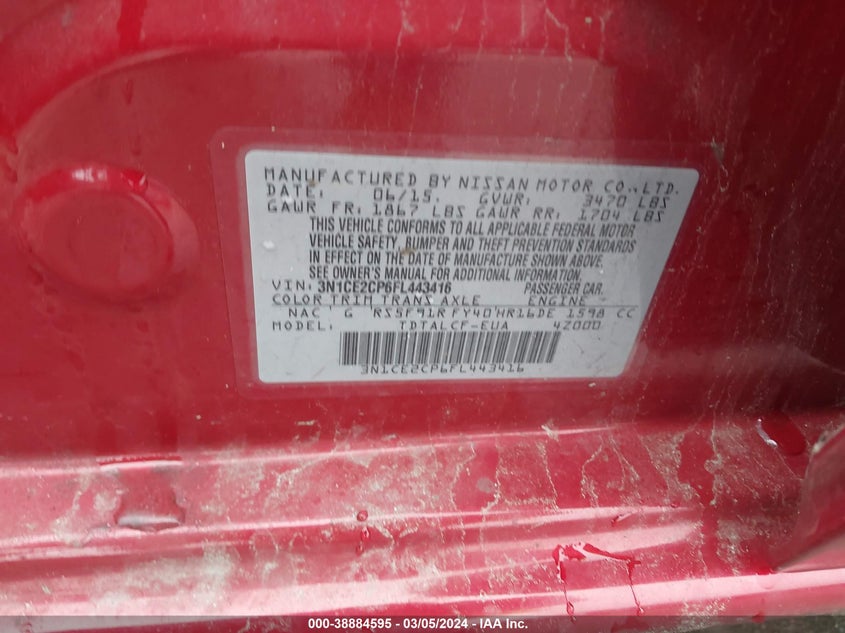 MANUFACTURED BY NISSAN MOTOR CO., LTD.
DATE: 06/15. GVWR: 3470 LBS
GAWR FR: 1867 LBS GAWR RR: 1704 LBS
THIS VEHICLE CONFORMS TO ALL APPLICABLE FEDERAL MOTOR
VEHICLE SAFETY, BUMPER AND THEFT PREVENTION STANDARDS
IN EFFECT ON THE DATE OF MANUFACTURE SHOWN ABOVE.
SEE OWNER'S MANUAL FOR ADDITIONAL INFORMATION.
VIN: 3N1CE2CP6FL443416 PASSENGER CAR.
COLOR TRIM TRANS AXLE ENGINE
NAC G RS5F91R FY40 HR16DE 1598 CC
MODEL: TDTALCF-EUA 4Z000
3N1CE2CP6FL443416
000-38884595 - 03/05/2024 - IAAI.com